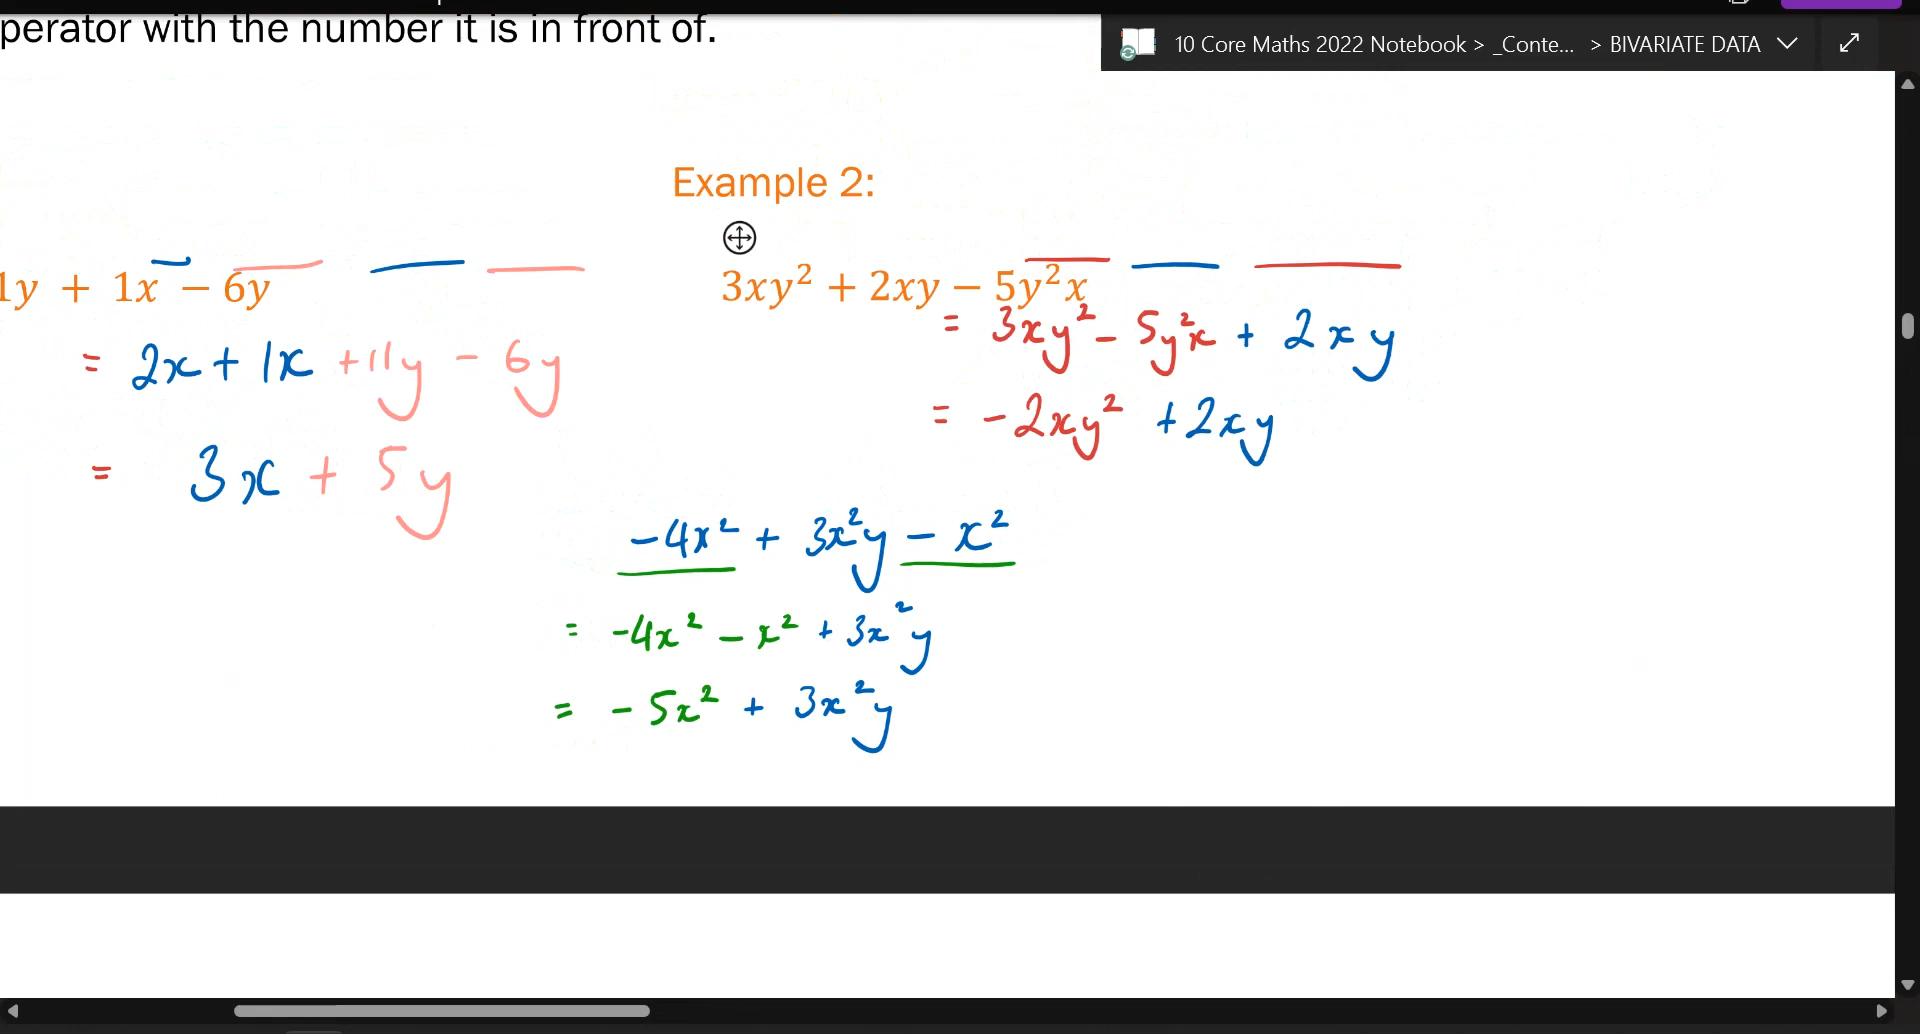 perator with the number it is in front of.
10 Core Maths 2022 Notebook > _Conte... > BIVARIATE DATA
1y + 1x − 6y
= 2x + 1x + 11y − 6y
= 3x + 5y
Example 2:
3xy² + 2xy − 5y²x
= 3xy² − 5y²x + 2xy
= −2xy² + 2xy
−4x² + 3x²y − x²
= −4x² − x² + 3x²y
= −5x² + 3x²y